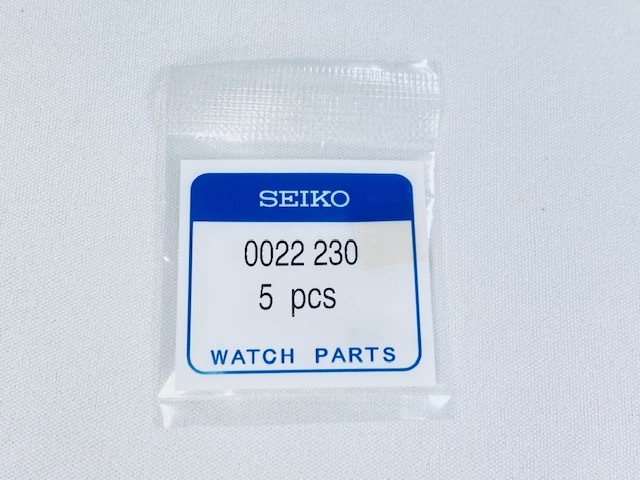 SEIKO
0022 230
5 pcs
WATCH PARTS